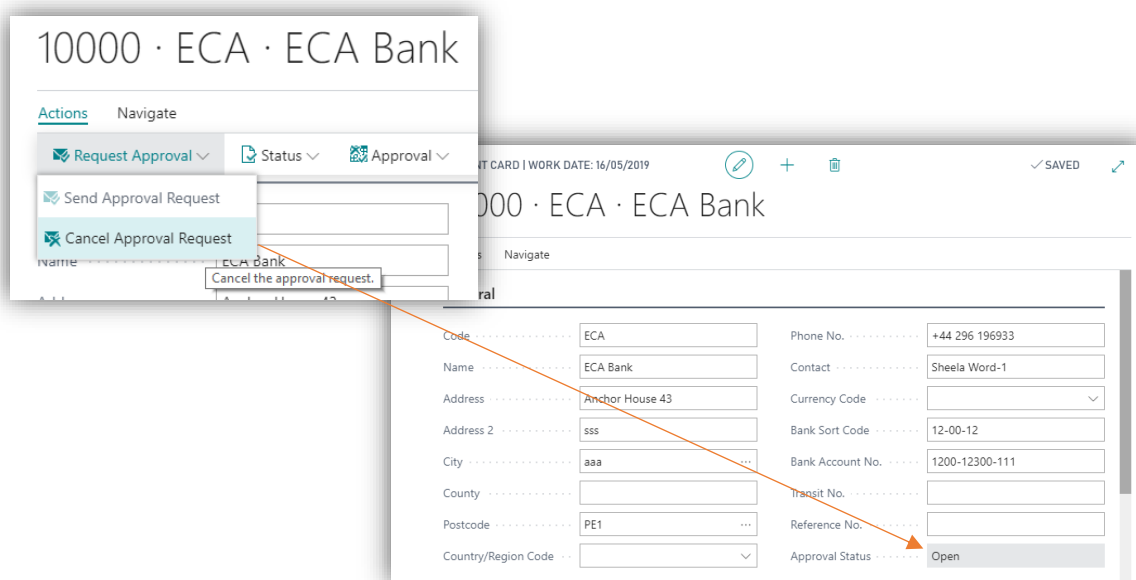 10000 · ECA · ECA Bank
Actions Navigate
Request Approval Status Approval
Send Approval Request
Cancel Approval Request
Name ECA Bank
Cancel the approval request.
Anchor House 43
CARD | WORK DATE: 16/05/2019 SAVED
000 · ECA · ECA Bank
Navigate
Code ECA Phone No. +44 296 196933
Name ECA Bank Contact Sheela Word-1
Address Anchor House 43 Currency Code
Address 2 sss Bank Sort Code 12-00-12
City aaa ... Bank Account No. 1200-12300-111
County Transit No.
Postcode PE1 ... Reference No.
Country/Region Code Approval Status Open